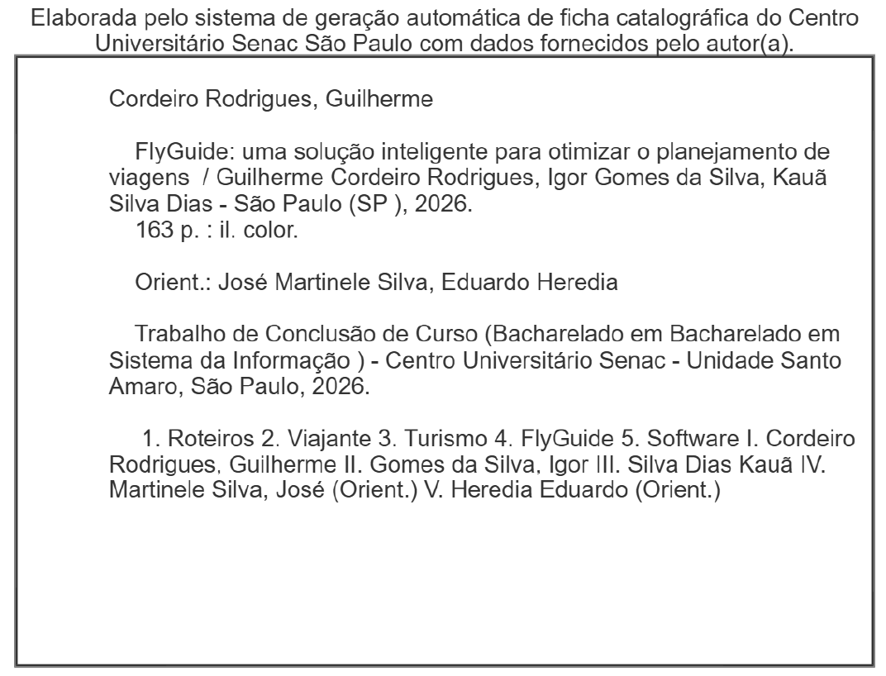 Elaborada pelo sistema de geração automática de ficha catalográfica do Centro
Universitário Senac São Paulo com dados fornecidos pelo autor(a).
Cordeiro Rodrigues, Guilherme
FlyGuide: uma solução inteligente para otimizar o planejamento de
viagens / Guilherme Cordeiro Rodrigues, Igor Gomes da Silva, Kauã
Silva Dias - São Paulo (SP ), 2026.
163 p. : il. color.
Orient.: José Martinele Silva, Eduardo Heredia
Trabalho de Conclusão de Curso (Bacharelado em Bacharelado em
Sistema da Informação ) - Centro Universitário Senac - Unidade Santo
Amaro, São Paulo, 2026.
1. Roteiros 2. Viajante 3. Turismo 4. FlyGuide 5. Software I. Cordeiro
Rodrigues, Guilherme II. Gomes da Silva, Igor III. Silva Dias Kauã IV.
Martinele Silva, José (Orient.) V. Heredia Eduardo (Orient.)